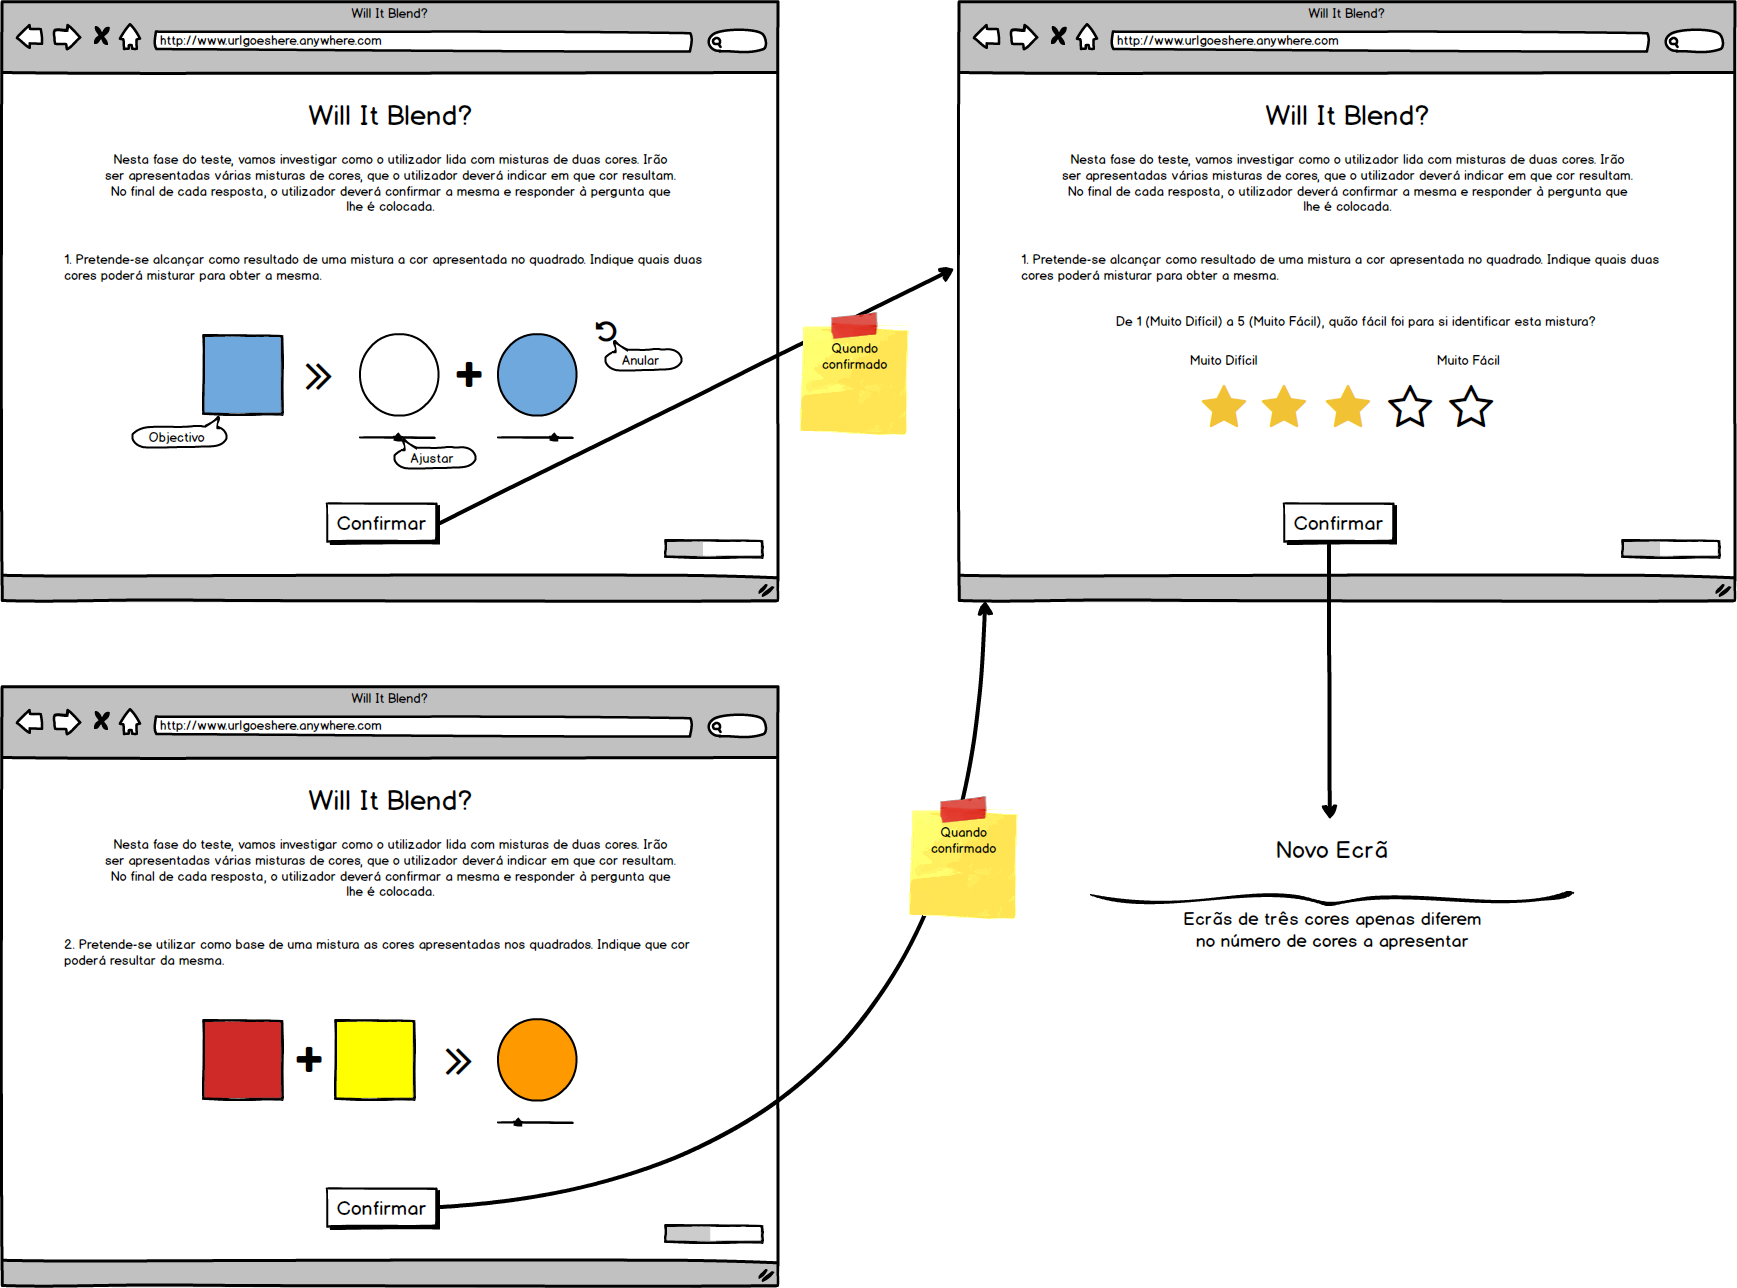 Will It Blend?
http://www.urlgoeshere.anywhere.com
Will It Blend?
Nesta fase do teste, vamos investigar como o utilizador lida com misturas de duas cores. Irão
ser apresentadas várias misturas de cores, que o utilizador deverá indicar em que cor resultam.
No final de cada resposta, o utilizador deverá confirmar a mesma e responder à pergunta que
lhe é colocada.
1. Pretende-se alcançar como resultado de uma mistura a cor apresentada no quadrado. Indique quais duas
cores poderá misturar para obter a mesma.
Anular
Objectivo
Ajustar
Confirmar
Quando
confirmado
Will It Blend?
http://www.urlgoeshere.anywhere.com
Will It Blend?
Nesta fase do teste, vamos investigar como o utilizador lida com misturas de duas cores. Irão
ser apresentadas várias misturas de cores, que o utilizador deverá indicar em que cor resultam.
No final de cada resposta, o utilizador deverá confirmar a mesma e responder à pergunta que
lhe é colocada.
1. Pretende-se alcançar como resultado de uma mistura a cor apresentada no quadrado. Indique quais duas
cores poderá misturar para obter a mesma.
De 1 (Muito Difícil) a 5 (Muito Fácil), quão fácil foi para si identificar esta mistura?
Muito Difícil Muito Fácil
Confirmar
Will It Blend?
http://www.urlgoeshere.anywhere.com
Will It Blend?
Nesta fase do teste, vamos investigar como o utilizador lida com misturas de duas cores. Irão
ser apresentadas várias misturas de cores, que o utilizador deverá indicar em que cor resultam.
No final de cada resposta, o utilizador deverá confirmar a mesma e responder à pergunta que
lhe é colocada.
2. Pretende-se utilizar como base de uma mistura as cores apresentadas nos quadrados. Indique que cor
poderá resultar da mesma.
Confirmar
Quando
confirmado
Novo Ecrã
Ecrãs de três cores apenas diferem
no número de cores a apresentar